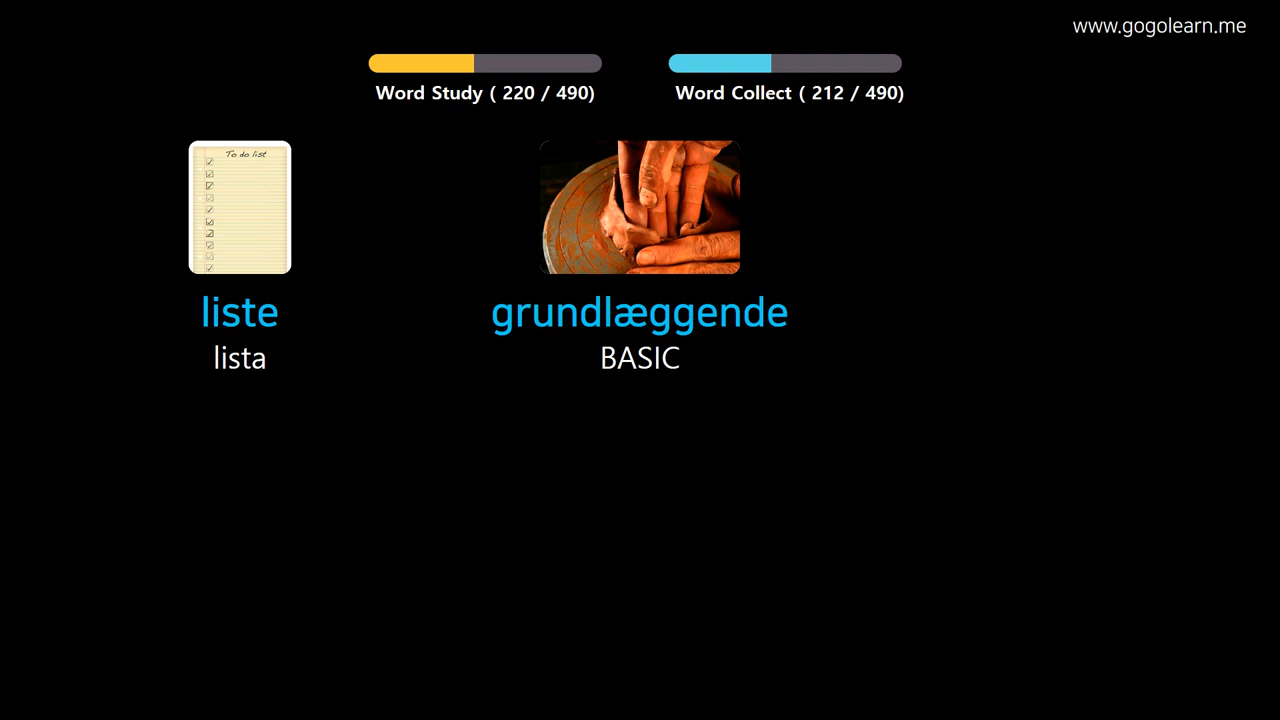 www.gogolearn.me
Word Study ( 220 / 490)
Word Collect ( 212 / 490)
To do list
liste
grundlæggende
lista
BASIC